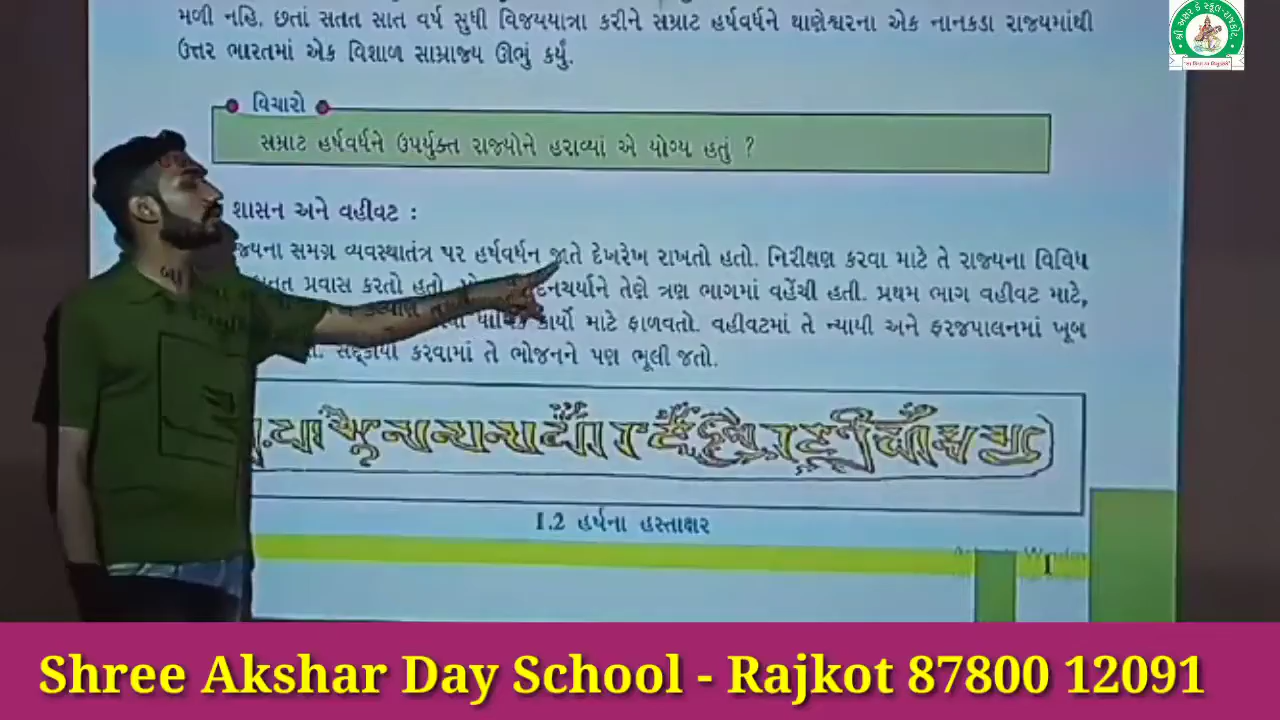 મળી નહિ. છતાં સતત સાત વર્ષ સુધી વિજયયાત્રા કરીને સમ્રાટ હર્ષવર્ધને થાણેશ્વરના એક નાનકડા રાજ્યમાંથી
ઉત્તર ભારતમાં એક વિશાળ સામ્રાજ્ય ઊભું કર્યું.
વિચારો
સમ્રાટ હર્ષવર્ધને ઉપર્યુક્ત રાજ્યોને હરાવ્યાં એ યોગ્ય હતું ?
શાસન અને વહીવટ :
સમગ્ર વ્યવસ્થાતંત્ર પર હર્ષવર્ધન જાતે દેખરેખ રાખતો હતો. નિરીક્ષણ કરવા માટે તે રાજ્યના વિવિધ
પ્રવાસ કરતો હતો. તેણે ત્રણ ભાગમાં વહેંચી હતી. પ્રથમ ભાગ વહીવટ માટે,
કાર્યો માટે ફાળવતો. વહીવટમાં તે ન્યાયી અને ફરજપાલનમાં ખૂબ
કરવામાં તે ભોજનને પણ ભૂલી જતો.
1.2 હર્ષના હસ્તાક્ષર
1
Shree Akshar Day School - Rajkot 87800 12091